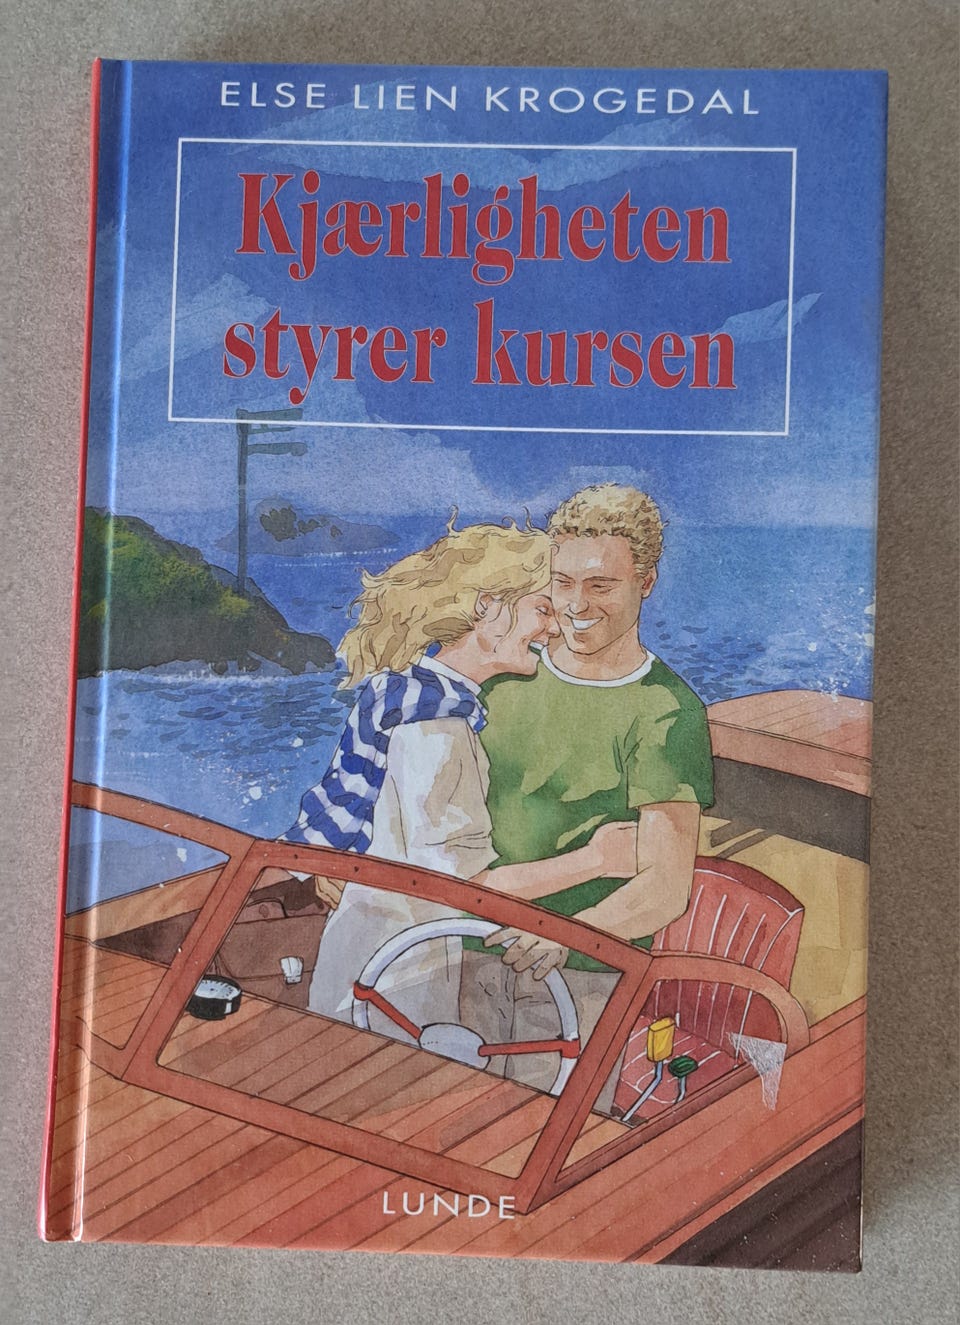 ELSE LIEN KROGEDAL
Kjærligheten
styrer kursen
LUNDE